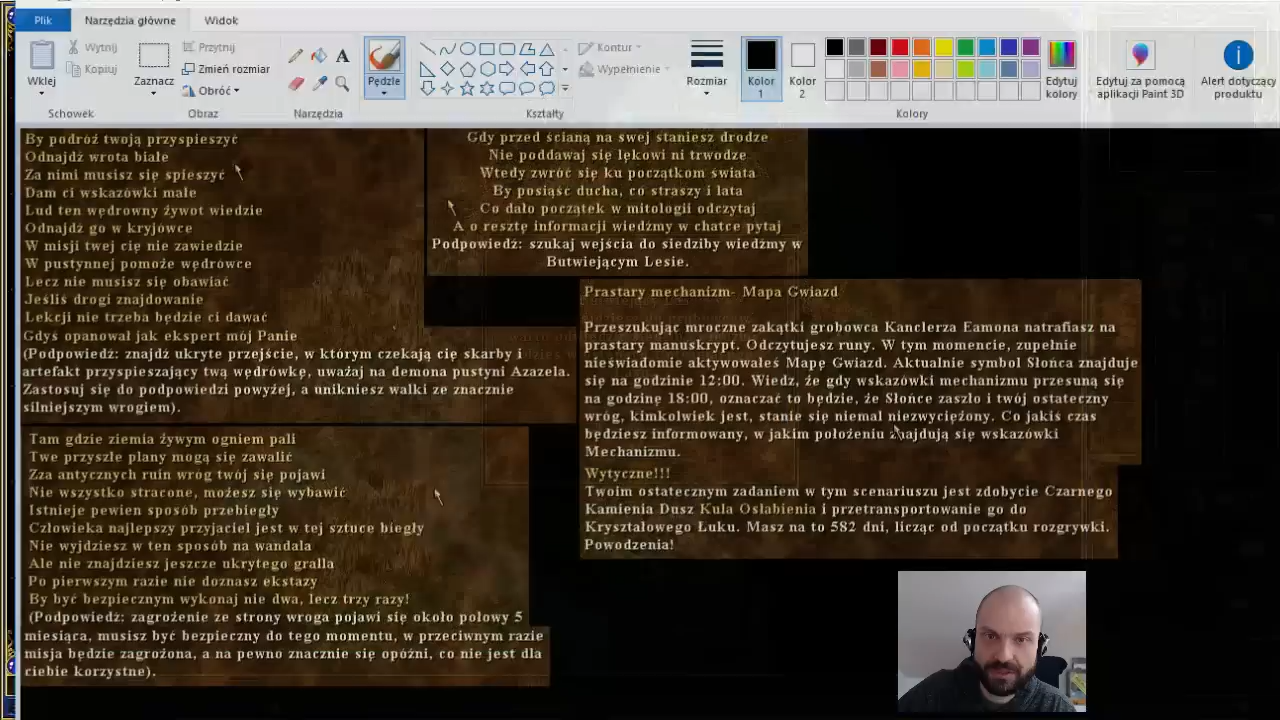 Plik
Narzędzia główne
Widok
Wklej
Wytnij
Kopiuj
Schowek
Zaznacz
Przytnij
Zmień rozmiar
Obróć
Obraz
A
Narzędzia
Pędzle
Kontur
Wypełnienie
Kształty
Rozmiar
Kolor
1
Kolor
2
Kolory
Edytuj
kolory
Edytuj za pomocą
aplikacji Paint 3D
Alert dotyczący
produktu
By podróż twoją przyspieszyć
Odnajdź wrota białe
Za nimi musisz się spieszyć
Dam ci wskazówki małe
Lud ten wędrowny żywot wiedzie
Odnajdź go w kryjówce
W misji twej cię nie zawiedzie
W pustynnej pomoże wędrówce
Lecz nie musisz się obawiać
Jeśliś drogi znajdowanie
Lekcji nie trzeba będzie ci dawać
Gdyś opanował jak ekspert mój Panie
(Podpowiedź: znajdź ukryte przejście, w którym czekają cię skarby i
artefakt przyspieszający twą wędrówkę, uważaj na demona pustyni Azazela.
Zastosuj się do podpowiedzi powyżej, a unikniesz walki ze znacznie
silniejszym wrogiem).
Gdy przed ścianą na swej staniesz drodze
Nie poddawaj się lękowi ni trwodze
Wtedy zwróć się ku początkom świata
By posiąść ducha, co straszy i lata
Co dało początek w mitologii odczytaj
A o resztę informacji wiedźmy w chatce pytaj
Podpowiedź: szukaj wejścia do siedziby wiedźmy w
Butwiejącym Lesie.
Prastary mechanizm- Mapa Gwiazd
Przeszukując mroczne zakątki grobowca Kanclerza Eamona natrafiasz na
prastary manuskrypt. Odczytujesz runy. W tym momencie, zupełnie
nieświadomie aktywowałeś Mapę Gwiazd. Aktualnie symbol Słońca znajduje
się na godzinie 12:00. Wiedz, że gdy wskazówki mechanizmu przesuną się
na godzinę 18:00, oznaczać to będzie, że Słońce zaszło i twój ostateczny
wróg, kimkolwiek jest, stanie się niemal niezwyciężony. Co jakiś czas
będziesz informowany, w jakim położeniu znajdują się wskazówki
Mechanizmu.
Wytyczne!!!
Twoim ostatecznym zadaniem w tym scenariuszu jest zdobycie Czarnego
Kamienia Dusz Kula Osłabienia i przetransportowanie go do
Kryształowego Łuku. Masz na to 582 dni, licząc od początku rozgrywki.
Powodzenia!
Tam gdzie ziemia żywym ogniem pali
Twe przyszłe plany mogą się zawalić
Zza antycznych ruin wróg twój się pojawi
Nie wszystko stracone, możesz się wybawić
Istnieje pewien sposób przebiegły
Człowieka najlepszy przyjaciel jest w tej sztuce biegły
Nie wyjdziesz w ten sposób na wandala
Ale nie znajdziesz jeszcze ukrytego gralla
Po pierwszym razie nie doznasz ekstazy
By być bezpiecznym wykonaj nie dwa, lecz trzy razy!
(Podpowiedź: zagrożenie ze strony wroga pojawi się około połowy 5
miesiąca, musisz być bezpieczny do tego momentu, w przeciwnym razie
misja będzie zagrożona, a na pewno znacznie się opóźni, co nie jest dla
ciebie korzystne).